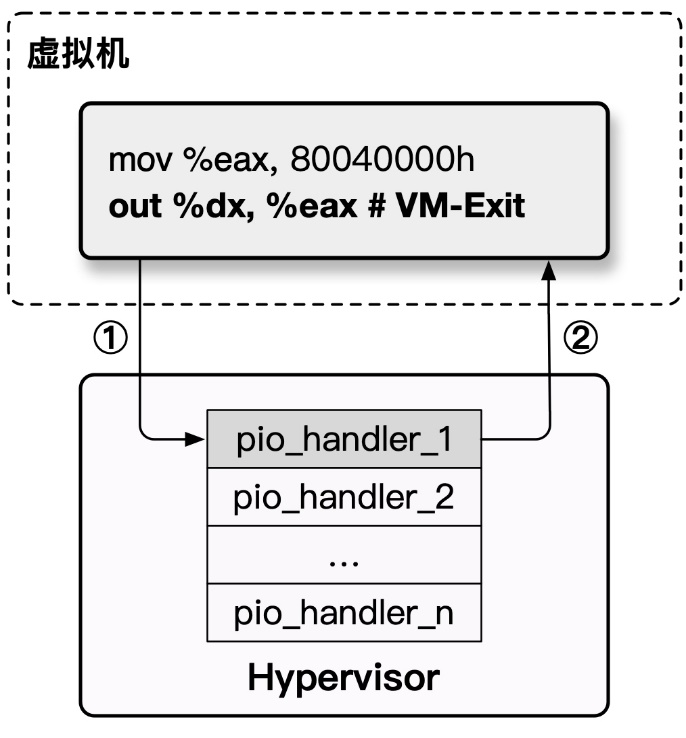 虚拟机
mov %eax, 80040000h
out %dx, %eax # VM-Exit
①
②
pio_handler_1
pio_handler_2
...
pio_handler_n
Hypervisor